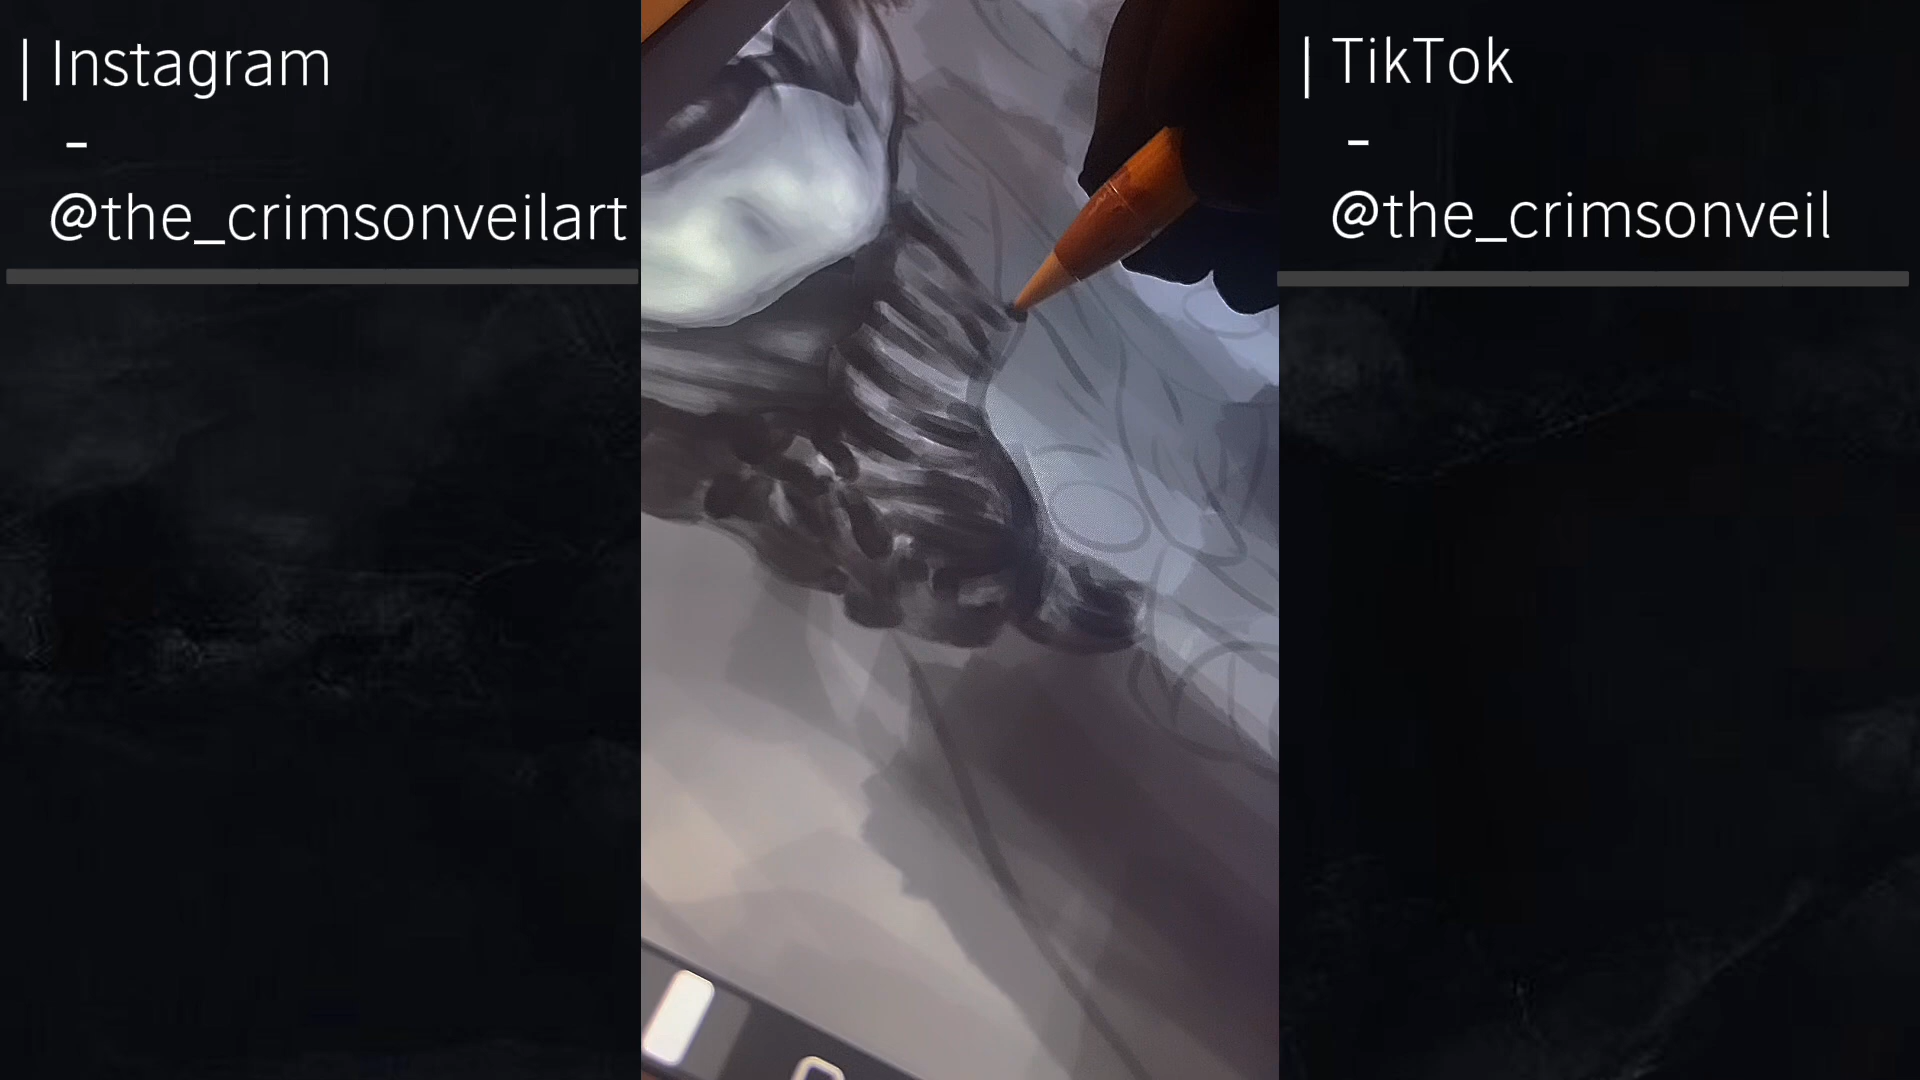 | Instagram
-
@the_crimsonveilart
| TikTok
-
@the_crimsonveil